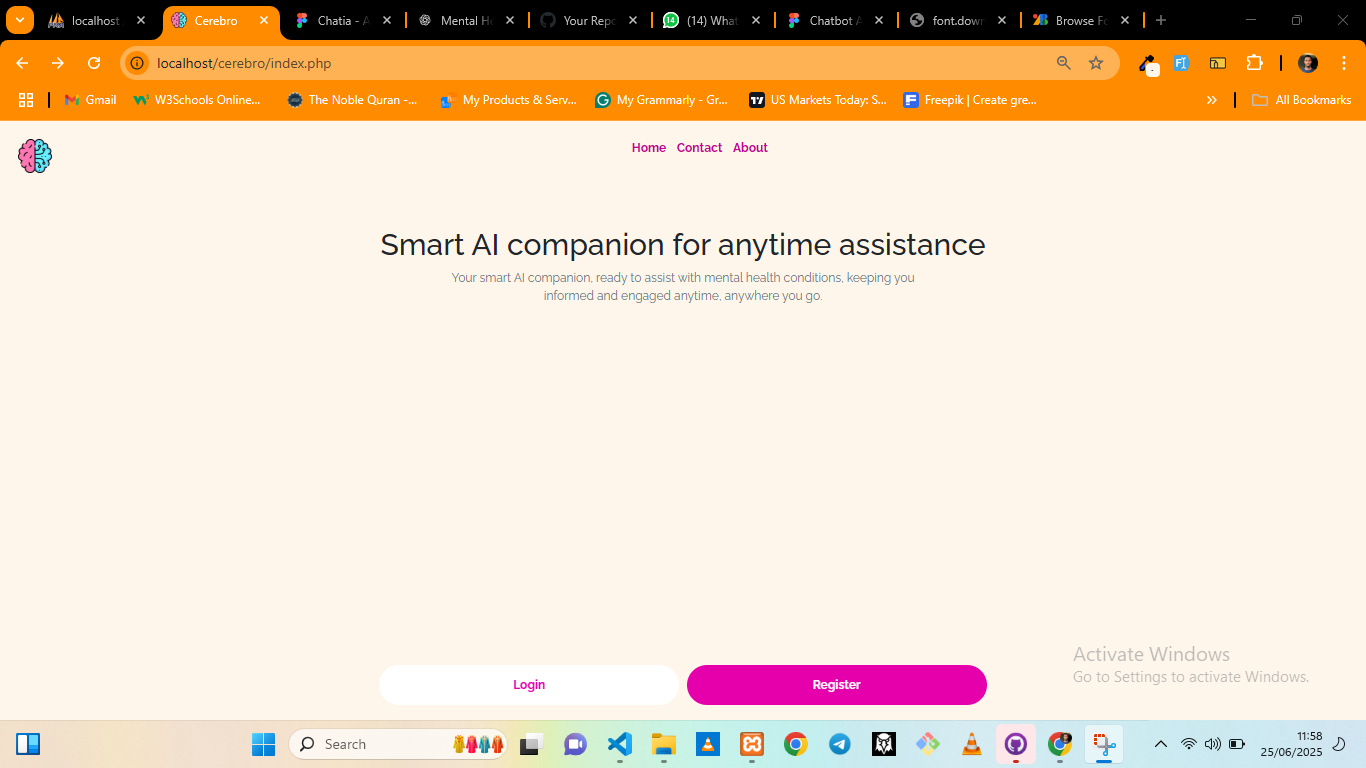 localhost
Cerebro
Chatia - A
Mental He
Your Repo
(14) What
Chatbot A
font.dow
Browse Fo
localhost/cerebro/index.php
Gmail
W3Schools Online...
The Noble Quran -...
My Products & Serv...
My Grammarly - Gr...
US Markets Today: S...
Freepik | Create gre...
All Bookmarks
Home Contact About
Smart AI companion for anytime assistance
Your smart AI companion, ready to assist with mental health conditions, keeping you
informed and engaged anytime, anywhere you go.
Activate Windows
Go to Settings to activate Windows.
Login
Register
Search
11:58
25/06/2025